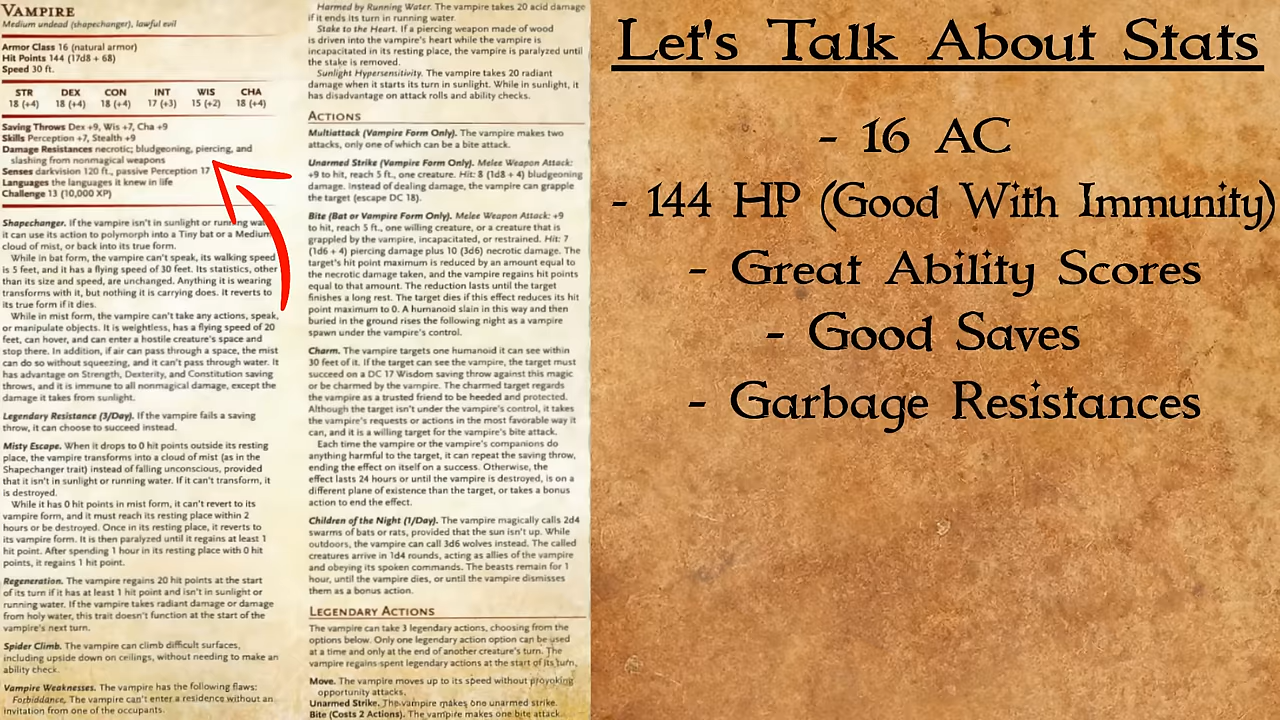 VAMPIRE
Medium undead (shapechanger), lawful evil
Armor Class 16 (natural armor)
Hit Points 144 (17d8 + 68)
Speed 30 ft.
STR DEX CON INT WIS CHA
18 (+4) 18 (+4) 18 (+4) 17 (+3) 15 (+2) 18 (+4)
Saving Throws Dex +9, Wis +7, Cha +9
Skills Perception +7, Stealth +9
Damage Resistances necrotic; bludgeoning, piercing, and
slashing from nonmagical weapons
Senses darkvision 120 ft., passive Perception 17
Languages the languages it knew in life
Challenge 13 (10,000 XP)
Shapechanger. If the vampire isn't in sunlight or running water,
it can use its action to polymorph into a Tiny bat or a Medium
cloud of mist, or back into its true form.
While in bat form, the vampire can't speak, its walking speed
is 5 feet, and it has a flying speed of 30 feet. Its statistics, other
than its size and speed, are unchanged. Anything it is wearing
transforms with it, but nothing it is carrying does. It reverts to
its true form if it dies.
While in mist form, the vampire can't take any actions, speak,
or manipulate objects. It is weightless, has a flying speed of 20
feet, can hover, and can enter a hostile creature's space and
stop there. In addition, if air can pass through a space, the mist
can do so without squeezing, and it can't pass through water. It
has advantage on Strength, Dexterity, and Constitution saving
throws, and it is immune to all nonmagical damage, except the
damage it takes from sunlight.
Legendary Resistance (3/Day). If the vampire fails a saving
throw, it can choose to succeed instead.
Misty Escape. When it drops to 0 hit points outside its resting
place, the vampire transforms into a cloud of mist (as in the
Shapechanger trait) instead of falling unconscious, provided
that it isn't in sunlight or running water. If it can't transform, it
is destroyed.
While it has 0 hit points in mist form, it can't revert to its
vampire form, and it must reach its resting place within 2
hours or be destroyed. Once in its resting place, it reverts to
its vampire form. It is then paralyzed until it regains at least 1
hit point. After spending 1 hour in its resting place with 0 hit
points, it regains 1 hit point.
Regeneration. The vampire regains 20 hit points at the start
of its turn if it has at least 1 hit point and isn't in sunlight or
running water. If the vampire takes radiant damage or damage
from holy water, this trait doesn't function at the start of the
vampire's next turn.
Spider Climb. The vampire can climb difficult surfaces,
including upside down on ceilings, without needing to make an
ability check.
Vampire Weaknesses. The vampire has the following flaws:
Forbiddance. The vampire can't enter a residence without an
invitation from one of the occupants.
Harmed by Running Water. The vampire takes 20 acid damage
if it ends its turn in running water.
Stake to the Heart. If a piercing weapon made of wood
is driven into the vampire's heart while the vampire is
incapacitated in its resting place, the vampire is paralyzed until
the stake is removed.
Sunlight Hypersensitivity. The vampire takes 20 radiant
damage when it starts its turn in sunlight. While in sunlight, it
has disadvantage on attack rolls and ability checks.
ACTIONS
Multiattack (Vampire Form Only). The vampire makes two
attacks, only one of which can be a bite attack.
Unarmed Strike (Vampire Form Only). Melee Weapon Attack:
+9 to hit, reach 5 ft., one creature. Hit: 8 (1d8 + 4) bludgeoning
damage. Instead of dealing damage, the vampire can grapple
the target (escape DC 18).
Bite (Bat or Vampire Form Only). Melee Weapon Attack: +9
to hit, reach 5 ft., one willing creature, or a creature that is
grappled by the vampire, incapacitated, or restrained. Hit: 7
(1d6 + 4) piercing damage plus 10 (3d6) necrotic damage. The
target's hit point maximum is reduced by an amount equal to
the necrotic damage taken, and the vampire regains hit points
equal to that amount. The reduction lasts until the target
finishes a long rest. The target dies if this effect reduces its hit
point maximum to 0. A humanoid slain in this way and then
buried in the ground rises the following night as a vampire
spawn under the vampire's control.
Charm. The vampire targets one humanoid it can see within
30 feet of it. If the target can see the vampire, the target must
succeed on a DC 17 Wisdom saving throw against this magic
or be charmed by the vampire. The charmed target regards
the vampire as a trusted friend to be heeded and protected.
Although the target isn't under the vampire's control, it takes
the vampire's requests or actions in the most favorable way it
can, and it is a willing target for the vampire's bite attack.
Each time the vampire or the vampire's companions do
anything harmful to the target, it can repeat the saving throw,
ending the effect on itself on a success. Otherwise, the
effect lasts 24 hours or until the vampire is destroyed, is on a
different plane of existence than the target, or takes a bonus
action to end the effect.
Children of the Night (1/Day). The vampire magically calls 2d4
swarms of bats or rats, provided that the sun isn't up. While
outdoors, the vampire can call 3d6 wolves instead. The called
creatures arrive in 1d4 rounds, acting as allies of the vampire
and obeying its spoken commands. The beasts remain for 1
hour, until the vampire dies, or until the vampire dismisses
them as a bonus action.
LEGENDARY ACTIONS
The vampire can take 3 legendary actions, choosing from the
options below. Only one legendary action option can be used
at a time and only at the end of another creature's turn. The
vampire regains spent legendary actions at the start of its turn.
Move. The vampire moves up to its speed without provoking
opportunity attacks.
Unarmed Strike. The vampire makes one unarmed strike.
Bite (Costs 2 Actions). The vampire makes one bite attack.
Let's Talk About Stats
- 16 AC
- 144 HP (Good With Immunity)
- Great Ability Scores
- Good Saves
- Garbage Resistances